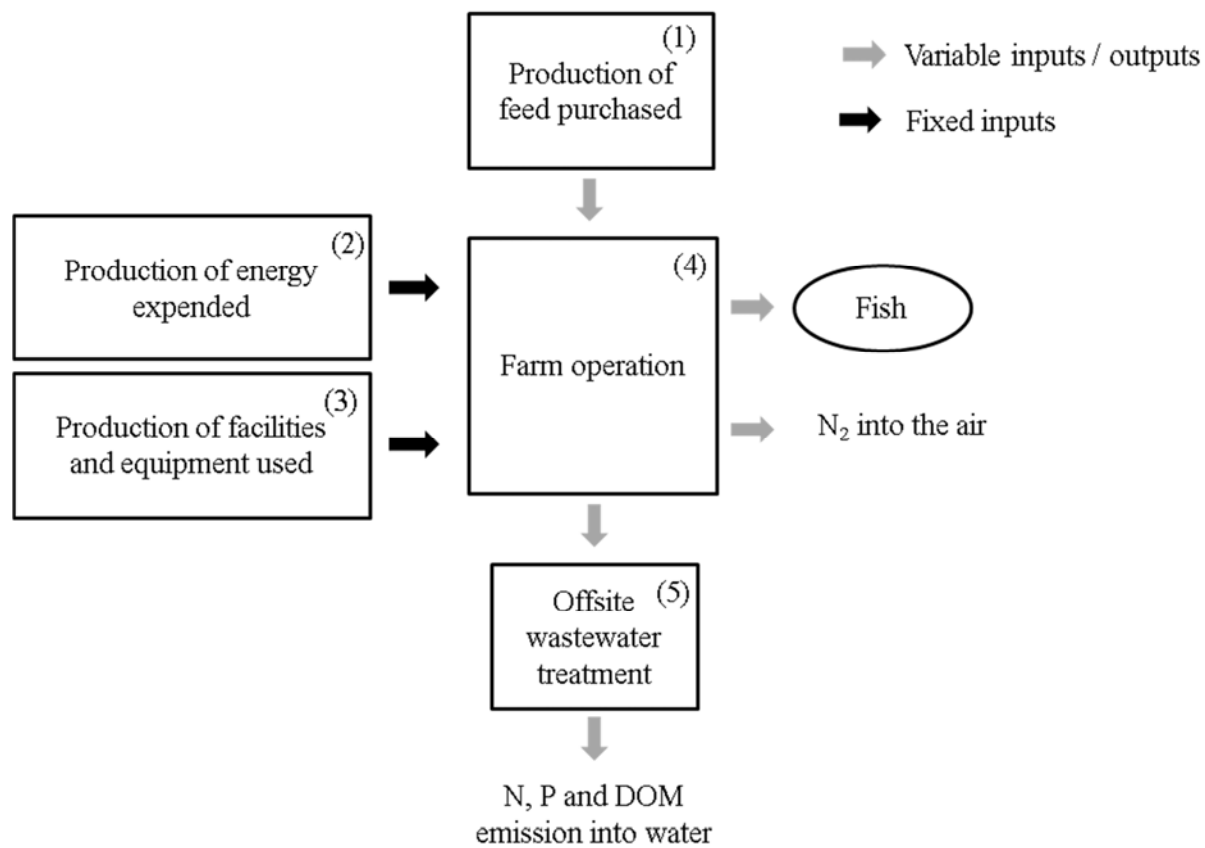 (1)
Production of
feed purchased
Variable inputs / outputs
Fixed inputs
(2)
Production of energy
expended
(3)
Production of facilities
and equipment used
(4)
Farm operation
Fish
N₂ into the air
(5)
Offsite
wastewater
treatment
N, P and DOM
emission into water